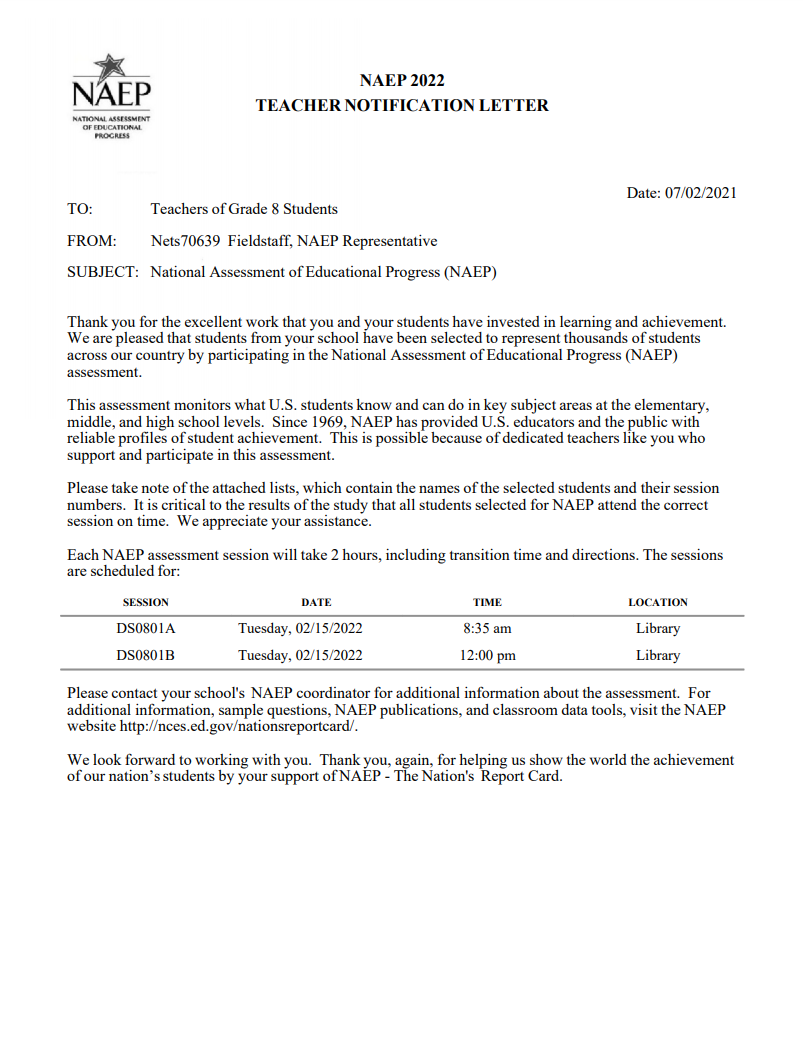 NAEP
NATIONAL ASSESSMENT
OF EDUCATIONAL
PROGRESS
NAEP 2022
TEACHER NOTIFICATION LETTER
Date: 07/02/2021
TO: Teachers of Grade 8 Students
FROM: Nets70639 Fieldstaff, NAEP Representative
SUBJECT: National Assessment of Educational Progress (NAEP)
Thank you for the excellent work that you and your students have invested in learning and achievement.
We are pleased that students from your school have been selected to represent thousands of students
across our country by participating in the National Assessment of Educational Progress (NAEP)
assessment.
This assessment monitors what U.S. students know and can do in key subject areas at the elementary,
middle, and high school levels. Since 1969, NAEP has provided U.S. educators and the public with
reliable profiles of student achievement. This is possible because of dedicated teachers like you who
support and participate in this assessment.
Please take note of the attached lists, which contain the names of the selected students and their session
numbers. It is critical to the results of the study that all students selected for NAEP attend the correct
session on time. We appreciate your assistance.
Each NAEP assessment session will take 2 hours, including transition time and directions. The sessions
are scheduled for:
SESSION DATE TIME LOCATION
DS0801A Tuesday, 02/15/2022 8:35 am Library
DS0801B Tuesday, 02/15/2022 12:00 pm Library
Please contact your school's NAEP coordinator for additional information about the assessment. For
additional information, sample questions, NAEP publications, and classroom data tools, visit the NAEP
website http://nces.ed.gov/nationsreportcard/.
We look forward to working with you. Thank you, again, for helping us show the world the achievement
of our nation’s students by your support of NAEP - The Nation's Report Card.